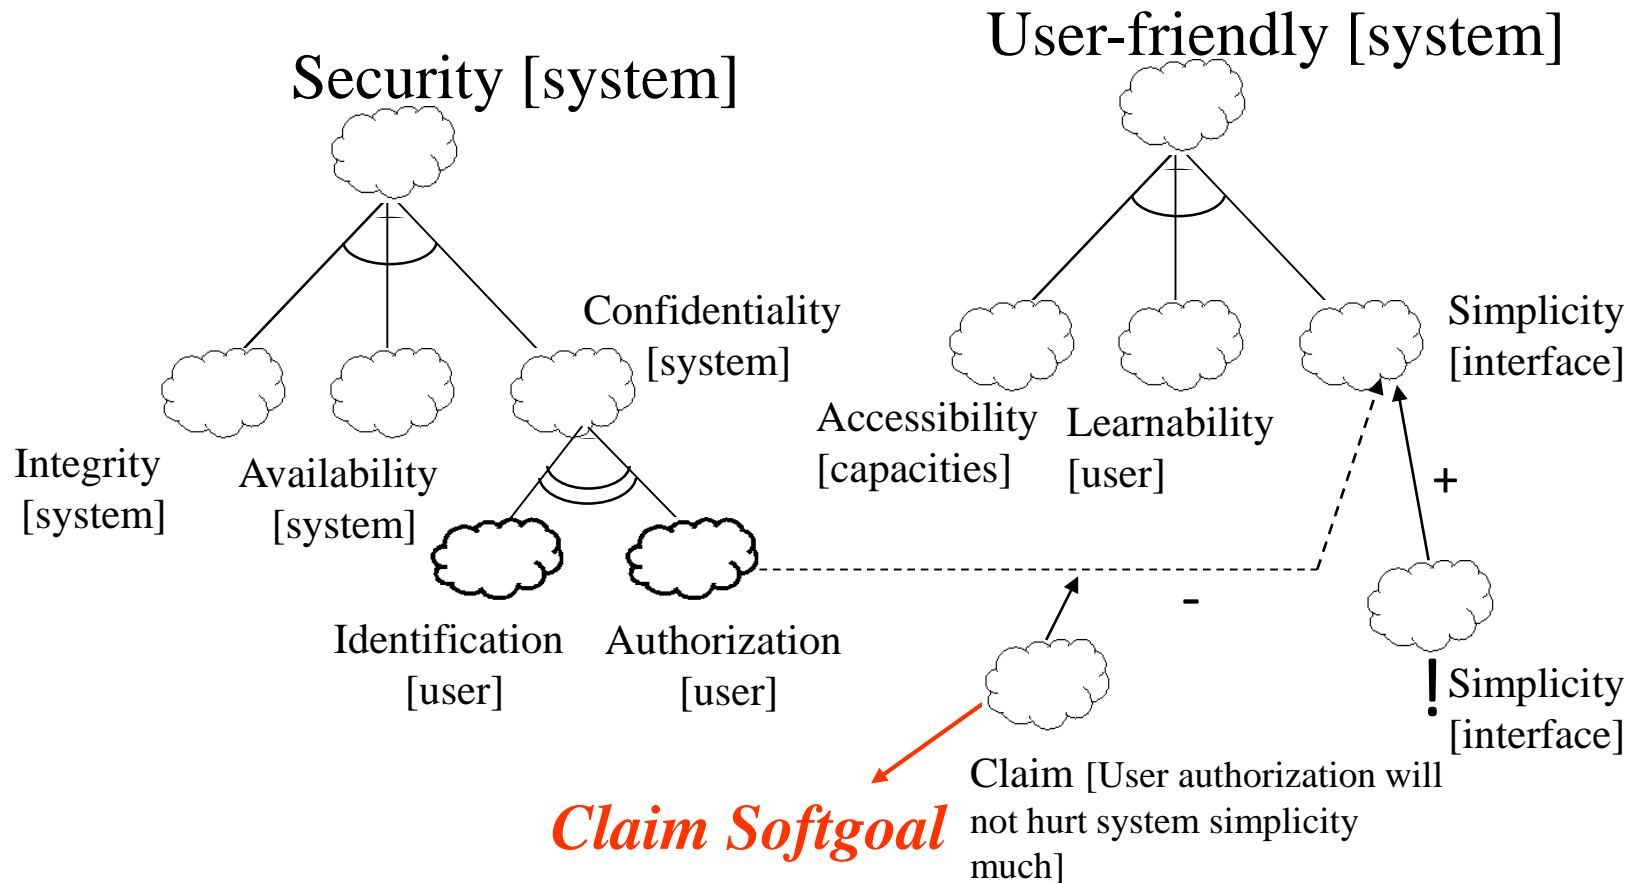 User-friendly [system]
Security [system]
Confidentiality
[system]
Simplicity
[interface]
Accessibility
[capacities]
Learnability
[user]
Integrity
[system]
Availability
[system]
+
-
Identification
[user]
Authorization
[user]
! Simplicity
[interface]
Claim [User authorization will
not hurt system simplicity
much]
Claim Softgoal